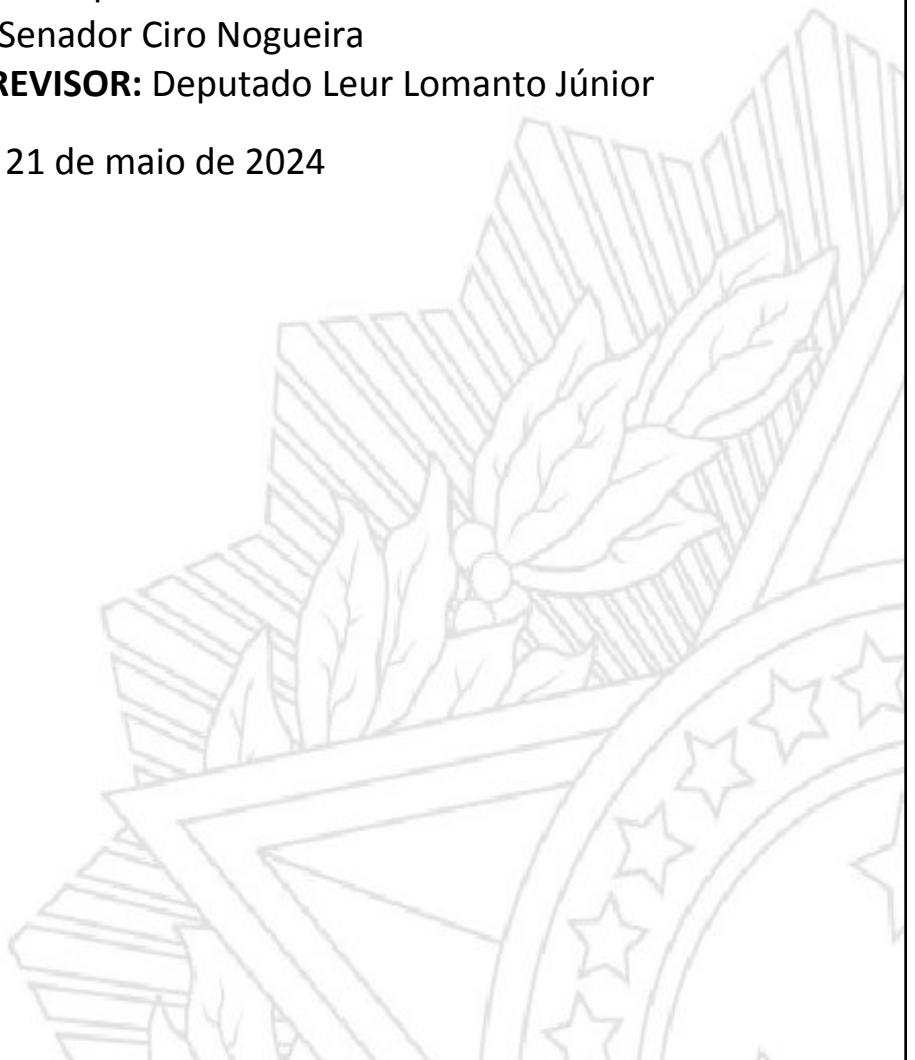 Senador Ciro Nogueira
REVISOR: Deputado Leur Lomanto Júnior
21 de maio de 2024